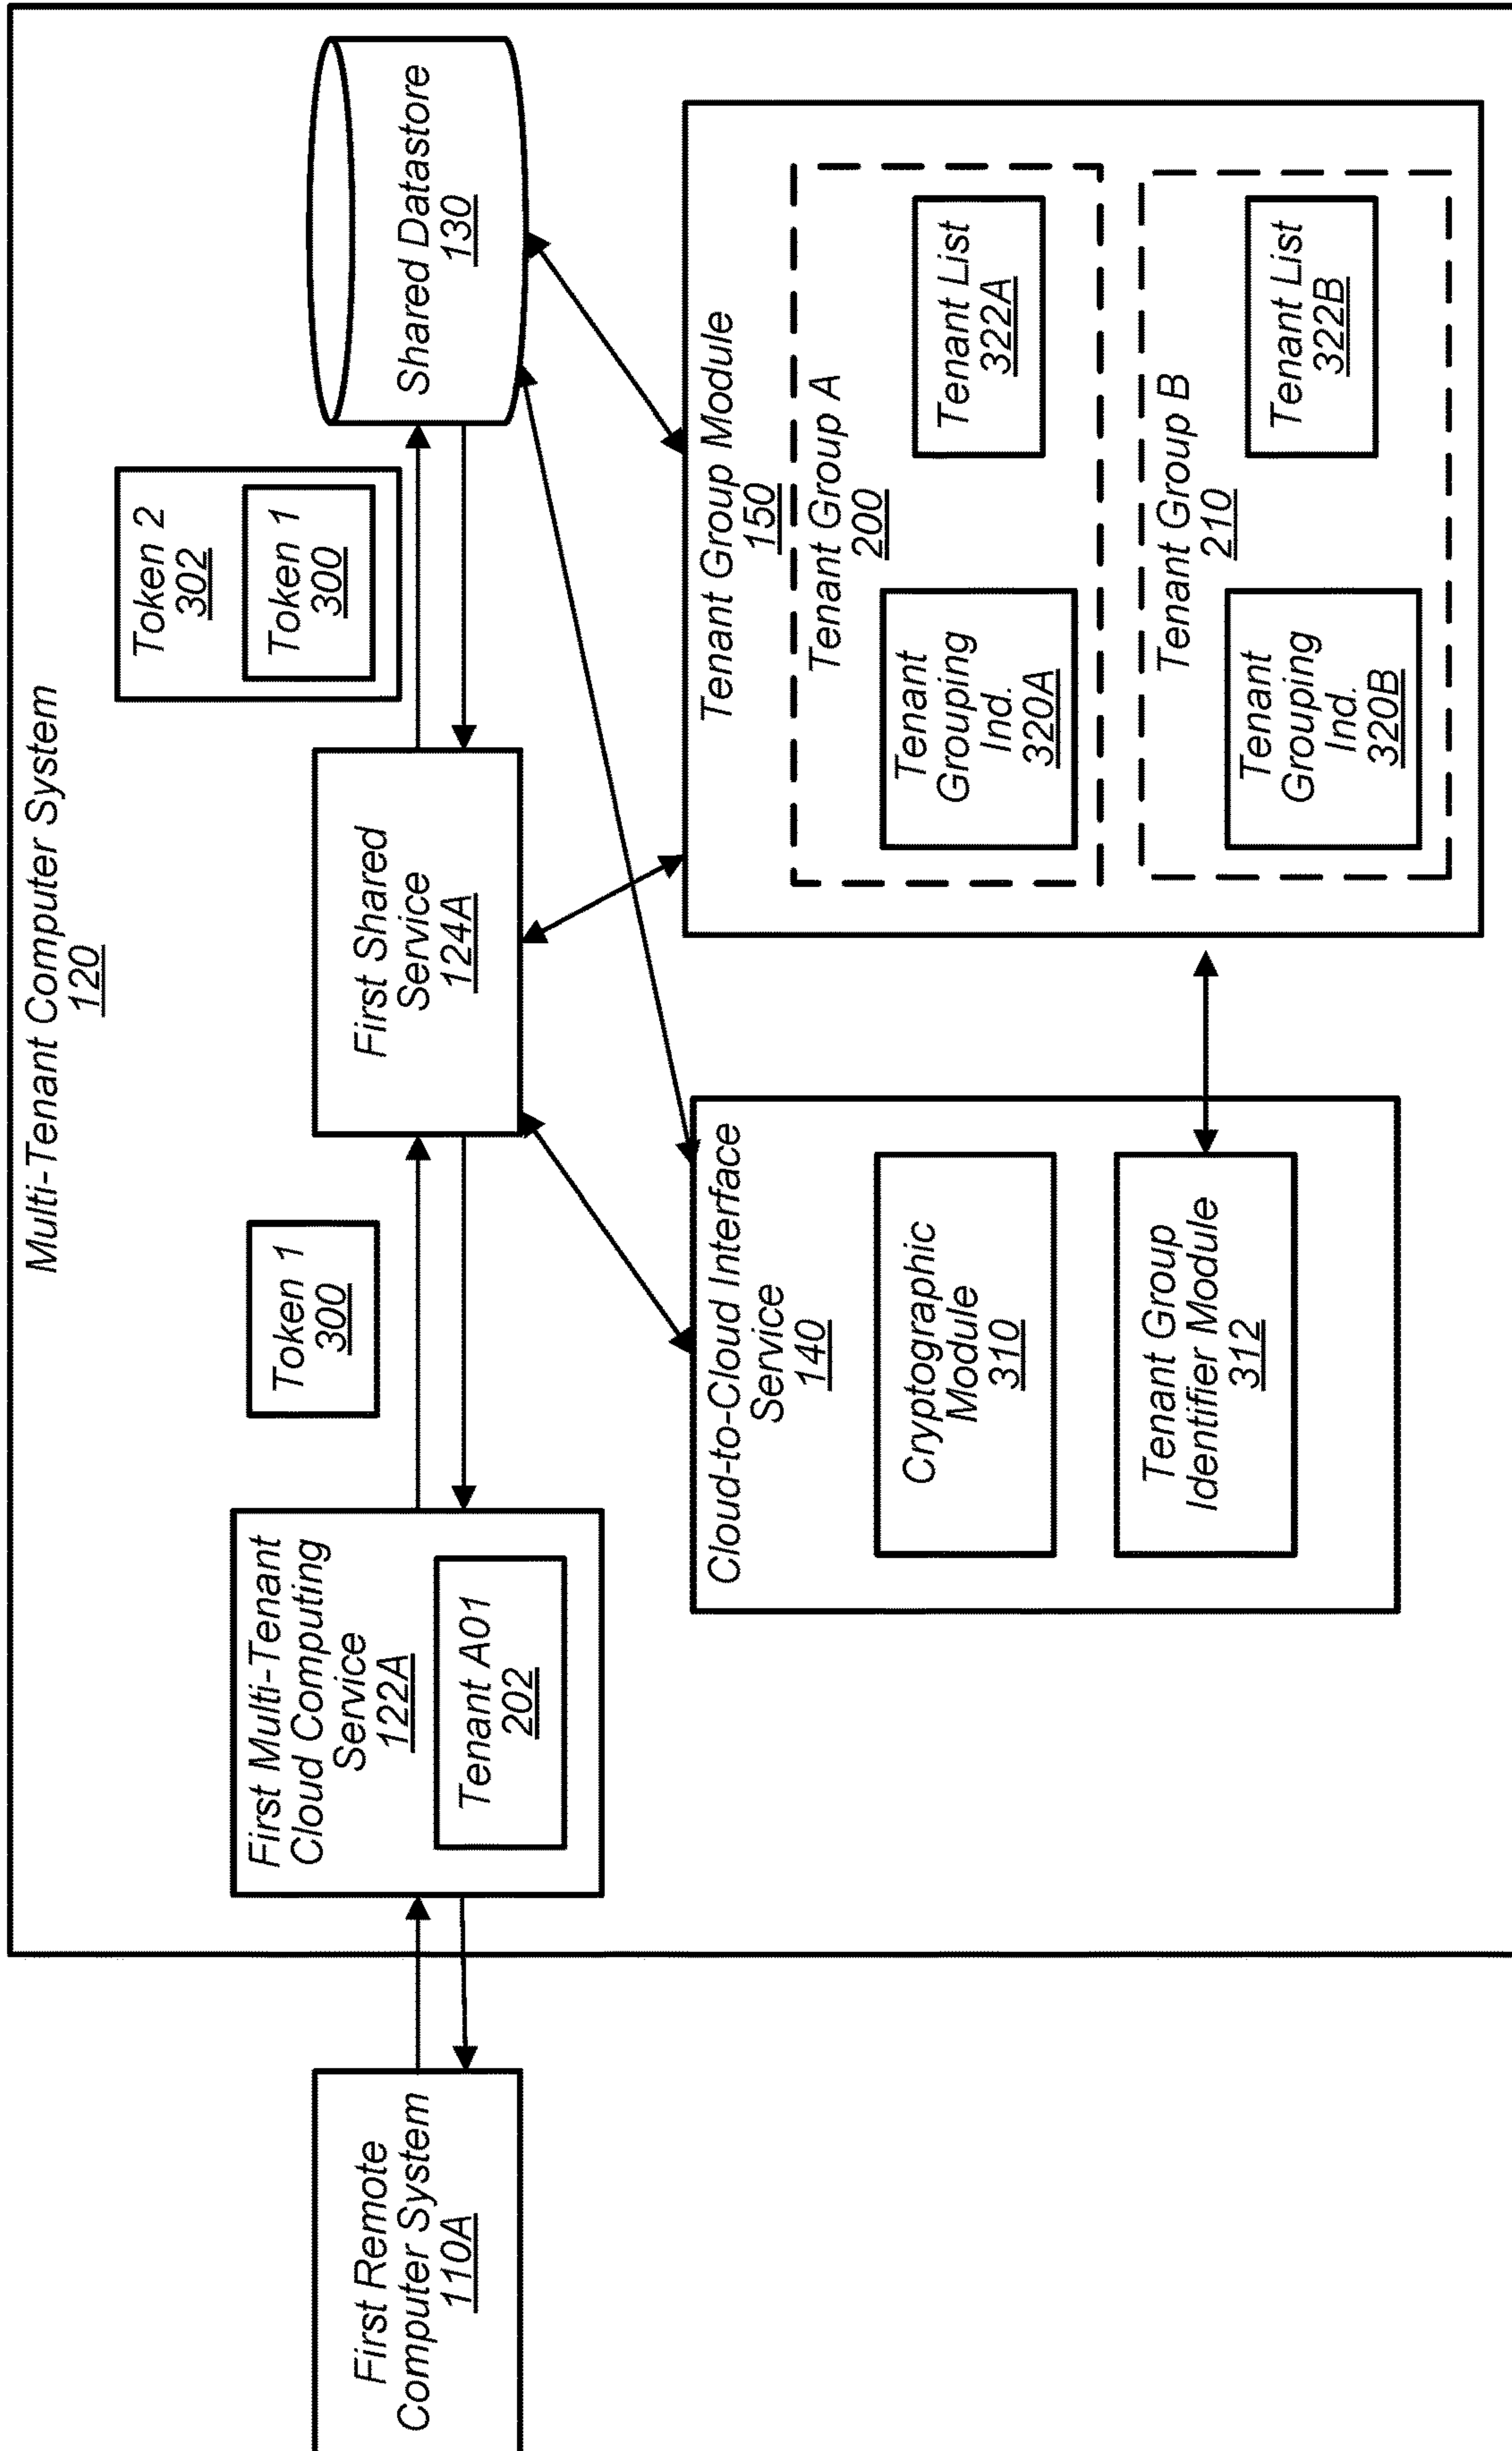 Multi-Tenant Computer System
120
First Remote
Computer System
110A
First Multi-Tenant
Cloud Computing
Service
122A
Tenant A01
202
Token 1
300
First Shared
Service
124A
Token 2
302
Token 1
300
Shared Datastore
130
Cloud-to-Cloud Interface
Service
140
Cryptographic
Module
310
Tenant Group
Identifier Module
312
Tenant Group Module
150
Tenant Group A
200
Tenant
Grouping
Ind.
320A
Tenant List
322A
Tenant Group B
210
Tenant
Grouping
Ind.
320B
Tenant List
322B